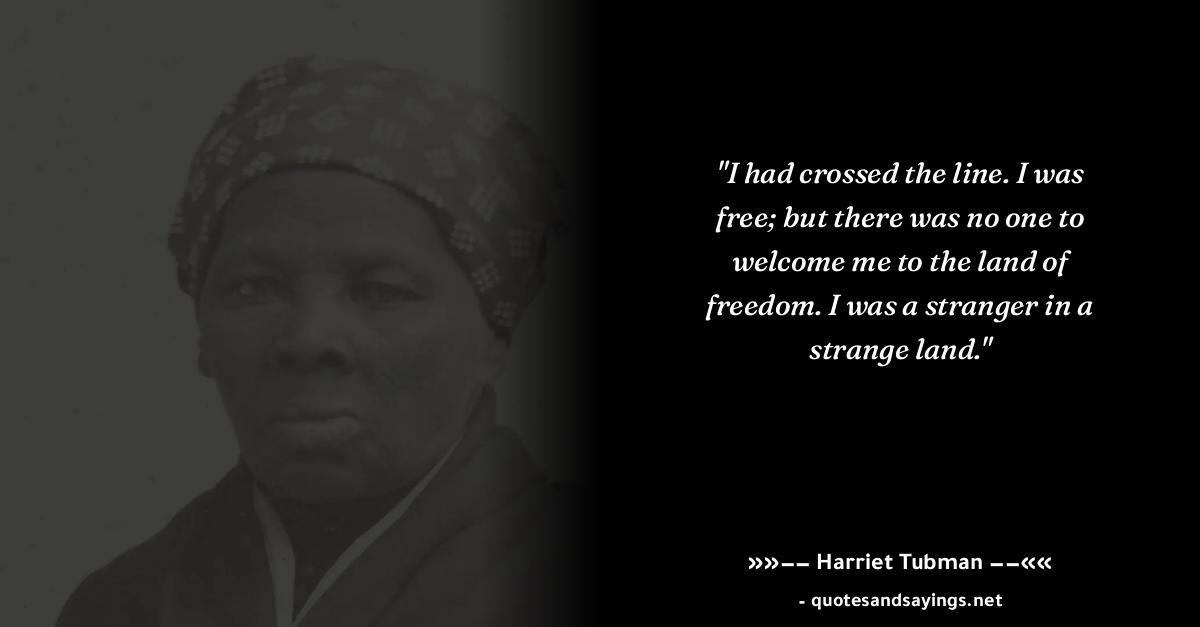 "I had crossed the line. I was
free; but there was no one to
welcome me to the land of
freedom. I was a stranger in a
strange land."
»»–– Harriet Tubman ––««
- quotesandsayings.net